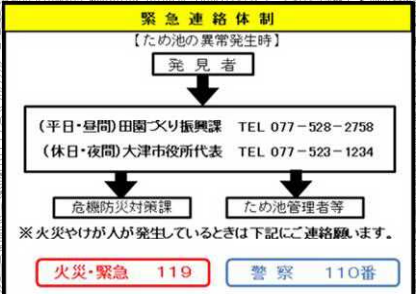 緊急連絡体制
【ため池の異常発生時】
発見者
(平日・昼間)田園づくり振興課 TEL 077-528-2758
(休日・夜間)大津市役所代表 TEL 077-523-1234
危機防災対策課 ため池管理者等
※火災やけが人が発生しているときは下記にご連絡願います。
火災・緊急 119 警察 110番